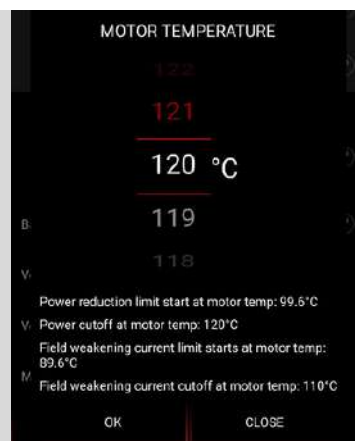 MOTOR TEMPERATURE
122
121
120 °C
119
B
118
V
Power reduction limit start at motor temp: 99.6°C
V
Power cutoff at motor temp: 120°C
Field weakening current limit starts at motor temp:
89.6°C
M
Field weakening current cutoff at motor temp: 110°C
OK CLOSE